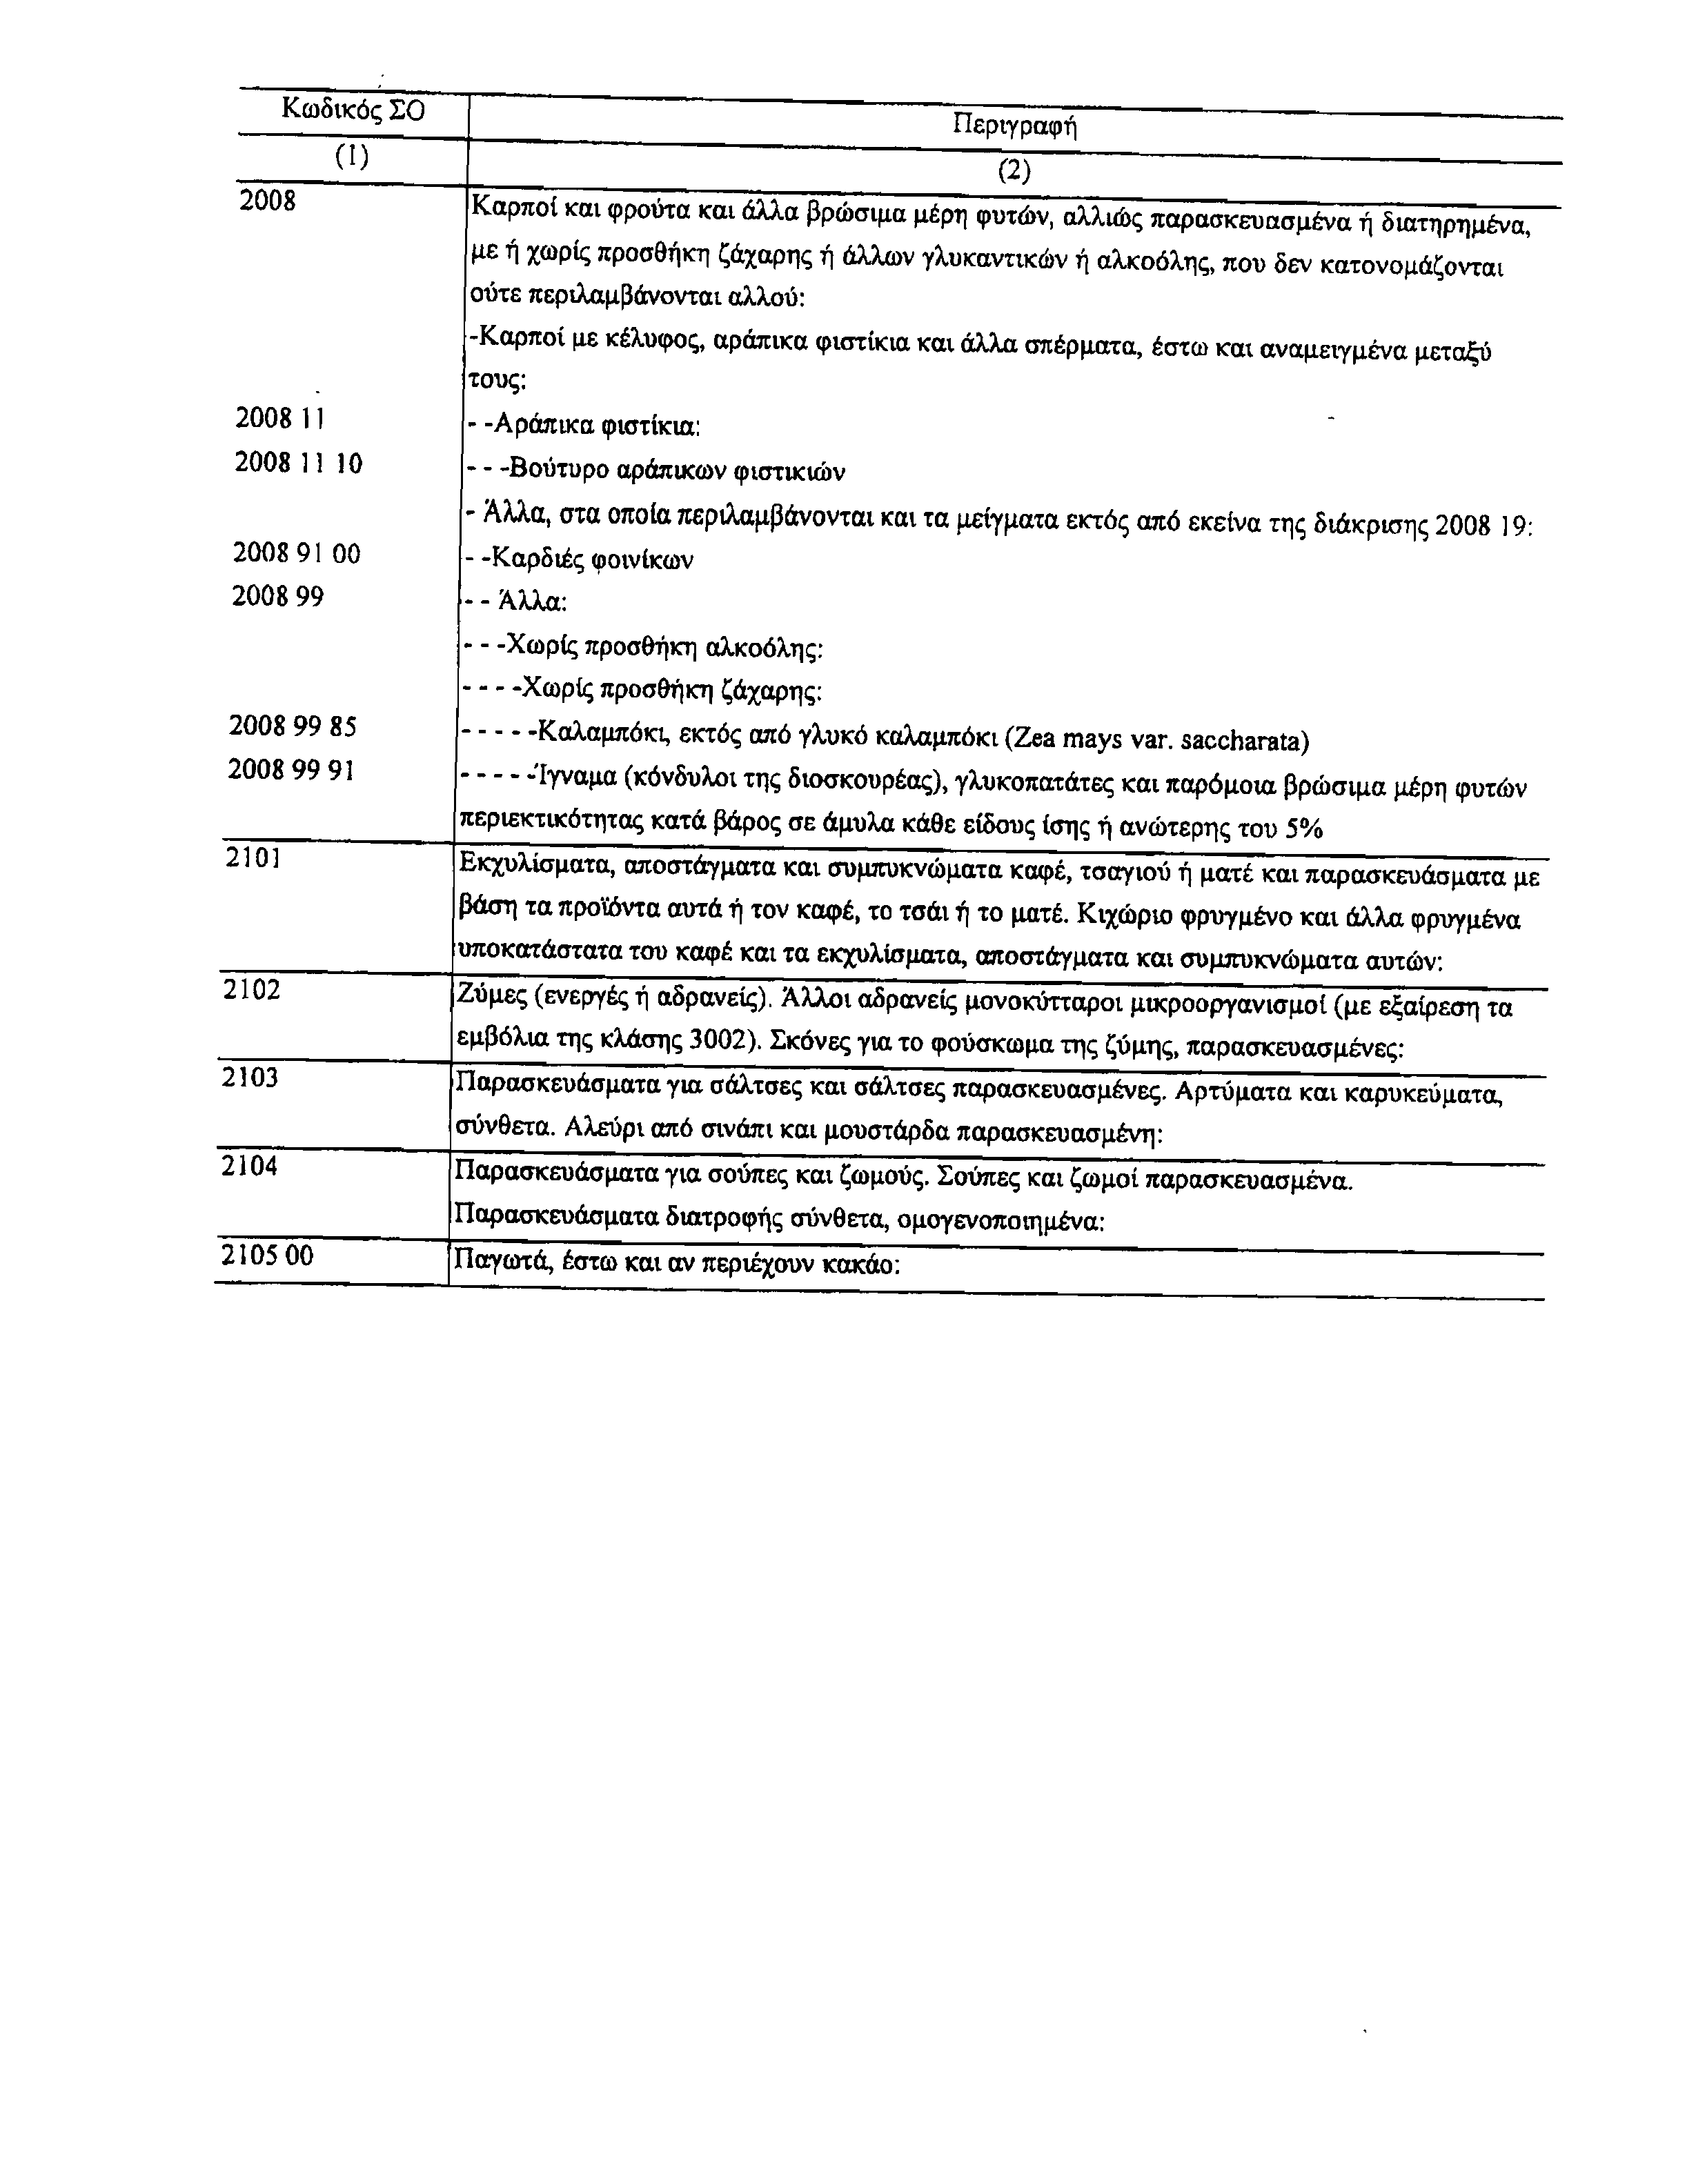 Κωδικός ΣΟ
Περιγραφή
(1)
(2)
2008
Καρποί και φρούτα και άλλα βρώσιμα μέρη φυτών, αλλιώς παρασκευασμένα ή διατηρημένα,
με ή χωρίς προσθήκη ζάχαρης ή άλλων γλυκαντικών ή αλκοόλης, που δεν κατονομάζονται
ούτε περιλαμβάνονται αλλού:
-Καρποί με κέλυφος, αράπικα φιστίκια και άλλα σπέρματα, έστω και αναμειγμένα μεταξύ
τους:
2008 11 - -Αράπικα φιστίκια:
2008 11 10 - - -Βούτυρο αράπικων φιστικιών
- Άλλα, στα οποία περιλαμβάνονται και τα μείγματα εκτός από εκείνα της διάκρισης 2008 19:
2008 91 00 - -Καρδιές φοινίκων
2008 99 - - Άλλα:
- - -Χωρίς προσθήκη αλκοόλης:
- - - -Χωρίς προσθήκη ζάχαρης:
2008 99 85 - - - - -Καλαμπόκι, εκτός από γλυκό καλαμπόκι (Zea mays var. saccharata)
2008 99 91 - - - - -Ίγναμα (κόνδυλοι της διοσκουρέας), γλυκοπατάτες και παρόμοια βρώσιμα μέρη φυτών
περιεκτικότητας κατά βάρος σε άμυλα κάθε είδους ίσης ή ανώτερης του 5%
2101 Εκχυλίσματα, αποστάγματα και συμπυκνώματα καφέ, τσαγιού ή ματέ και παρασκευάσματα με
βάση τα προϊόντα αυτά ή τον καφέ, το τσάι ή το ματέ. Κιχώριο φρυγμένο και άλλα φρυγμένα
υποκατάστατα του καφέ και τα εκχυλίσματα, αποστάγματα και συμπυκνώματα αυτών:
2102 Ζύμες (ενεργές ή αδρανείς). Άλλοι αδρανείς μονοκύτταροι μικροοργανισμοί (με εξαίρεση τα
εμβόλια της κλάσης 3002). Σκόνες για το φούσκωμα της ζύμης, παρασκευασμένες:
2103 Παρασκευάσματα για σάλτσες και σάλτσες παρασκευασμένες. Αρτύματα και καρυκεύματα,
σύνθετα. Αλεύρι από σινάπι και μουστάρδα παρασκευασμένη:
2104 Παρασκευάσματα για σούπες και ζωμούς. Σούπες και ζωμοί παρασκευασμένα.
Παρασκευάσματα διατροφής σύνθετα, ομογενοποιημένα:
2105 00 Παγωτά, έστω και αν περιέχουν κακάο: